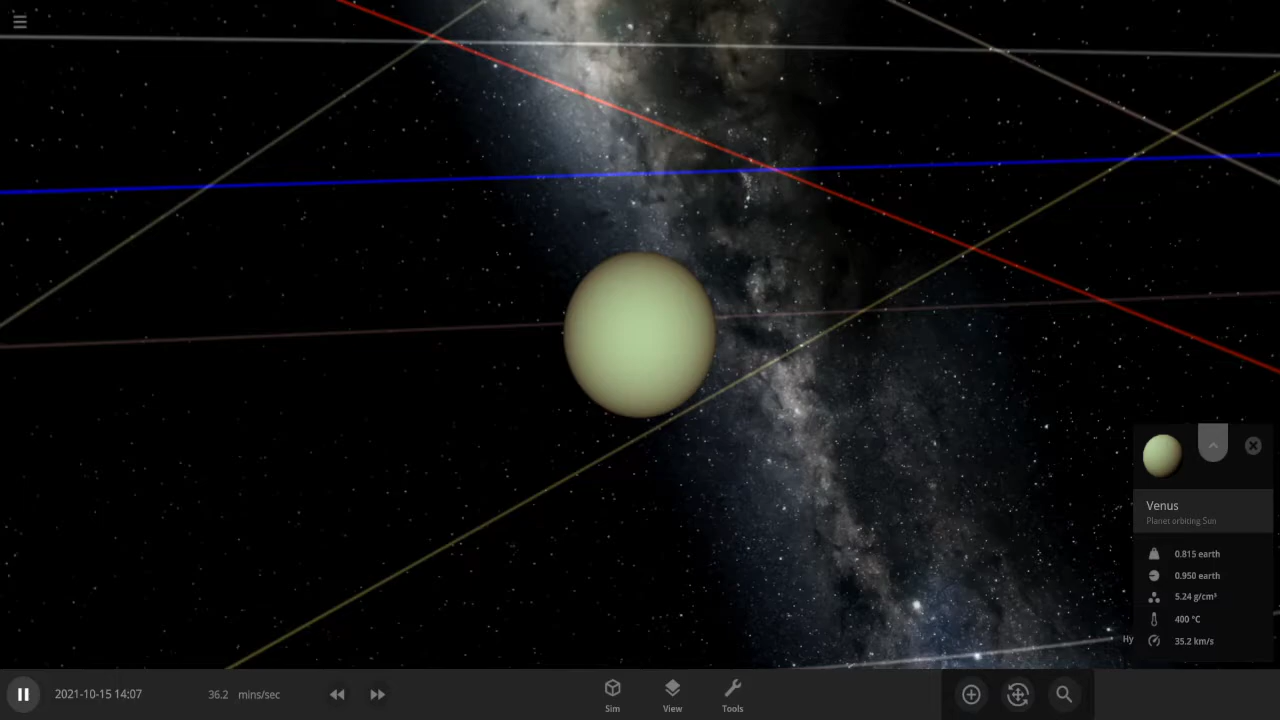 Venus
Planet orbiting Sun
0.815 earth
0.950 earth
5.24 g/cm³
400 °C
35.2 km/s
Hy
2021-10-15 14:07
36.2 mins/sec
Sim
View
Tools